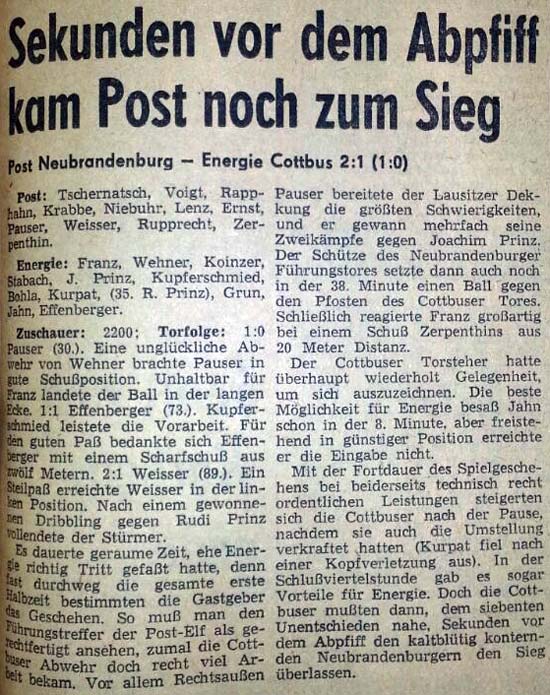 Sekunden vor dem Abpfiff
kam Post noch zum Sieg
Post Neubrandenburg — Energie Cottbus 2:1 (1:0)
Post: Tschernatsch, Voigt, Rapp-
hahn, Krabbe, Niebuhr, Lenz, Ernst,
Pauser, Weisser, Rupprecht, Zer-
penthin.
Energie: Franz, Wehner, Koinzer,
Stabach, J. Prinz, Kupferschmied,
Bohla, Kurpat, (35. R. Prinz), Grun,
Jahn, Effenberger.
Zuschauer: 2200; Torfolge: 1:0
Pauser (30.). Eine unglückliche Ab-
wehr von Wehner brachte Pauser in
gute Schußposition. Unhaltbar für
Franz landete der Ball in der langen
Ecke. 1:1 Effenberger (73.). Kupfer-
schmied leistete die Vorarbeit. Für
den guten Paß bedankte sich Effen-
berger mit einem Scharfschuß aus
zwölf Metern. 2:1 Weisser (89.). Ein
Steilpaß erreichte Weisser in der lin-
ken Position. Nach einem gewonne-
nen Dribbling gegen Rudi Prinz
vollendete der Stürmer.
Es dauerte geraume Zeit, ehe Ener-
gie richtig Tritt gefaßt hatte, denn
fast durchweg die gesamte erste
Halbzeit bestimmten die Gastgeber
das Geschehen. So muß man den
Führungstreffer der Post-Elf als ge-
rechtfertigt ansehen, zumal die Cott-
buser Abwehr doch recht viel Ar-
beit bekam. Vor allem Rechtsaußen
Pauser bereitete der Lausitzer Dek-
kung die größten Schwierigkeiten,
und er gewann mehrfach seine
Zweikämpfe gegen Joachim Prinz.
Der Schütze des Neubrandenburger
Führungstores setzte dann auch noch
in der 38. Minute einen Ball gegen
den Pfosten des Cottbuser Tores.
Schließlich reagierte Franz großartig
bei einem Schuß Zerpenthins aus
20 Meter Distanz.
Der Cottbuser Torsteher hatte
überhaupt wiederholt Gelegenheit,
um sich auszuzeichnen. Die beste
Möglichkeit für Energie besaß Jahn
schon in der 8. Minute, aber freiste-
hend in günstiger Position erreichte
er die Eingabe nicht.
Mit der Fortdauer des Spielgesche-
hens bei beiderseits technisch recht
ordentlichen Leistungen steigerten
sich die Cottbuser nach der Pause,
nachdem sie auch die Umstellung
verkraftet hatten (Kurpat fiel nach
einer Kopfverletzung aus). In der
Schlußviertelstunde gab es sogar
Vorteile für Energie. Doch die Cott-
buser mußten dann, dem siebenten
Unentschieden nahe, Sekunden vor
dem Abpfiff den kaltblütig kontern-
den Neubrandenburgern den Sieg
überlassen.